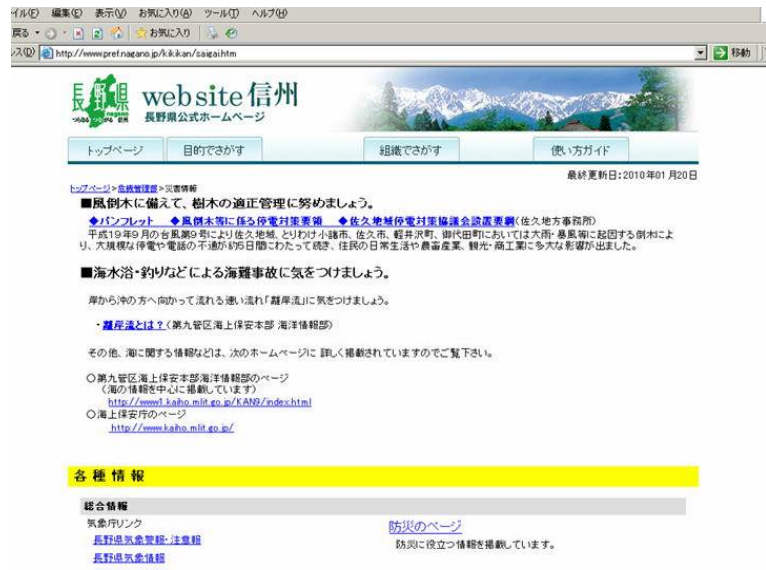 イル(F) 編集(E) 表示(V) お気に入り(A) ツール(T) ヘルプ(H)
戻る お気に入り
レス(D) http://www.pref.nagano.jp/kikikan/saigai.htm 移動
長野県 web site 信州
長野県公式ホームページ
トップページ 目的でさがす 組織でさがす 使い方ガイド
最終更新日:2010年01月20日
トップページ>危機管理部>災害情報
■風倒木に備えて、樹木の適正管理に努めましょう。
◆パンフレット ◆風倒木等に係る停電対策要領 ◆佐久地域停電対策協議会設置要綱(佐久地方事務所)
平成19年9月の台風第9号により佐久地域、とりわけ小諸市、佐久市、軽井沢町、御代田町においては大雨・暴風等に起因する倒木によ
り、大規模な停電や電話の不通が約5日間にわたって続き、住民の日常生活や農畜産業、観光・商工業に多大な影響が出ました。
■海水浴・釣りなどによる海難事故に気をつけましょう。
岸から沖の方へ向かって流れる速い流れ「離岸流」に気をつけましょう。
・離岸流とは?(第九管区海上保安本部 海洋情報部)
その他、海に関する情報などは、次のホームページに 詳しく掲載されていますのでご覧下さい。
○第九管区海上保安本部海洋情報部のページ
(海の情報を中心に掲載しています)
http://www1.kaiho.mlit.go.jp/KAN9/index.html
○海上保安庁のページ
http://www.kaiho.mlit.go.jp/
各種情報
総合情報
気象庁リンク 防災のページ
長野県気象警報・注意報 防災に役立つ情報を掲載しています。
長野県気象情報